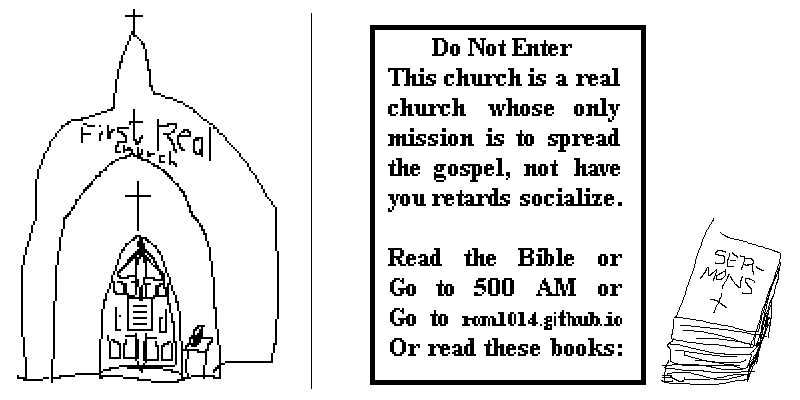 First Real
Church
Do Not Enter
This church is a real
church whose only
mission is to spread
the gospel, not have
you retards socialize.
Read the Bible or
Go to 500 AM or
Go to rom1014.github.io
Or read these books:
SER-
MONS